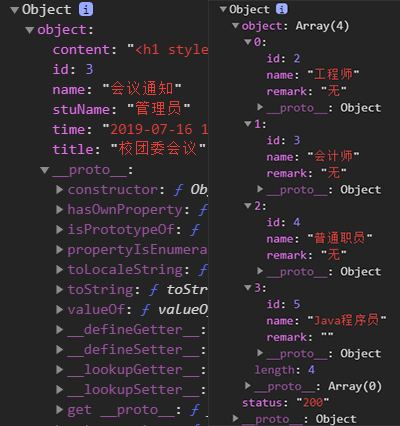 Object i
object:
content: "<h1 style
id: 3
name: "会议通知"
stuName: "管理员"
time: "2019-07-16 1
title: "校团委会议"
__proto__:
constructor: ƒ Ob
hasOwnProperty: ƒ
isPrototypeOf: ƒ
propertyIsEnumera
toLocaleString: ƒ
toString: ƒ toStr
valueOf: ƒ valueO
__defineGetter__:
__defineSetter__:
__lookupGetter__:
__lookupSetter__:
get __proto__: ƒ
Object i
object: Array(4)
0:
id: 2
name: "工程师"
remark: "无"
__proto__: Object
1:
id: 3
name: "会计师"
remark: "无"
__proto__: Object
2:
id: 4
name: "普通职员"
remark: "无"
__proto__: Object
3:
id: 5
name: "Java程序员"
remark: ""
__proto__: Object
length: 4
__proto__: Array(0)
status: "200"
__proto__: Object